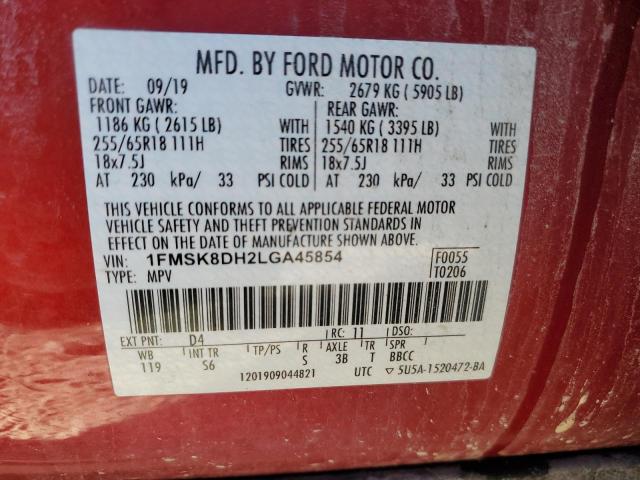 MFD. BY FORD MOTOR CO.
DATE: 09/19 GVWR: 2679 KG ( 5905 LB)
FRONT GAWR: REAR GAWR:
1186 KG ( 2615 LB) WITH 1540 KG ( 3395 LB) WITH
255/65R18 111H TIRES 255/65R18 111H TIRES
18x7.5J RIMS 18x7.5J RIMS
AT 230 kPa/ 33 PSI COLD AT 230 kPa/ 33 PSI COLD
THIS VEHICLE CONFORMS TO ALL APPLICABLE FEDERAL MOTOR
VEHICLE SAFETY AND THEFT PREVENTION STANDARDS IN
EFFECT ON THE DATE OF MANUFACTURE SHOWN ABOVE.
VIN: 1FMSK8DH2LGA45854 F0055
TYPE: MPV T0206
EXT PNT: D4 RC: 11 DSO:
WB INT TR TP/PS R AXLE TR SPR
119 S6 S 3B T BBCC
1201909044821 UTC ▽ 5U5A-1520472-BA